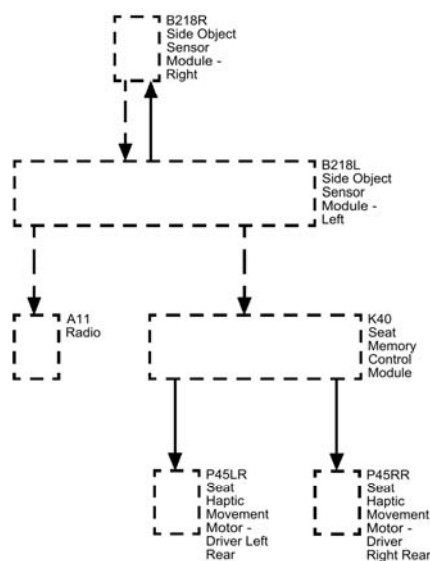 B218R
Side Object
Sensor
Module -
Right
B218L
Side Object
Sensor
Module -
Left
A11
Radio
K40
Seat
Memory
Control
Module
P45LR
Seat
Haptic
Movement
Motor -
Driver Left
Rear
P45RR
Seat
Haptic
Movement
Motor -
Driver
Right Rear